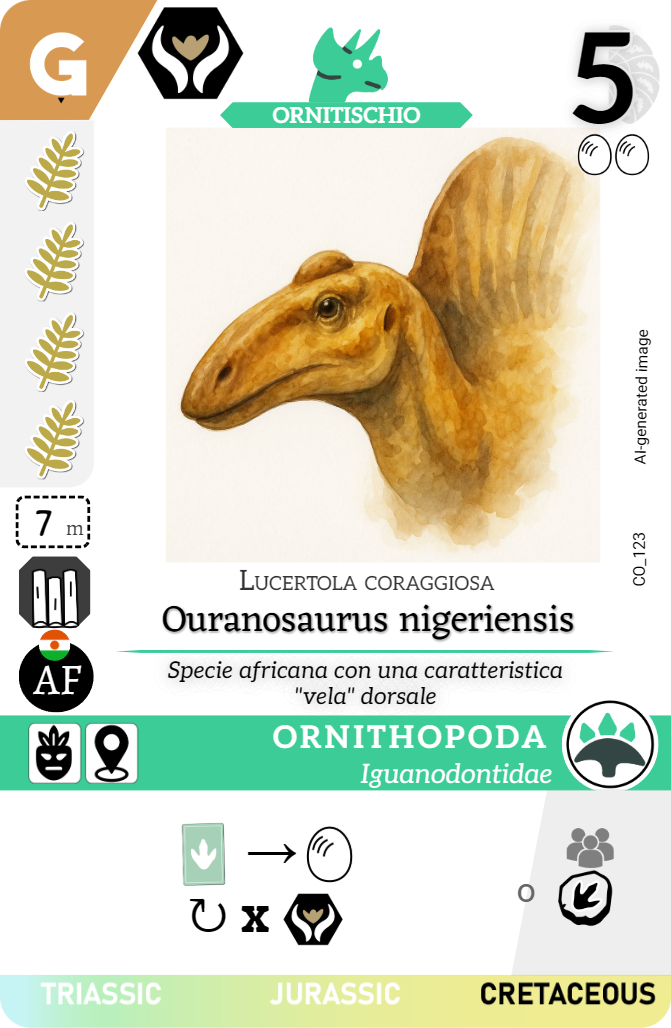 G
5
ORNITISCHIO
AI-generated image
CO_123
7 m
AF
Lucertola coraggiosa
Ouranosaurus nigeriensis
Specie africana con una caratteristica
"vela" dorsale
ORNITHOPODA
Iguanodontidae
x
O
TRIASSIC JURASSIC CRETACEOUS